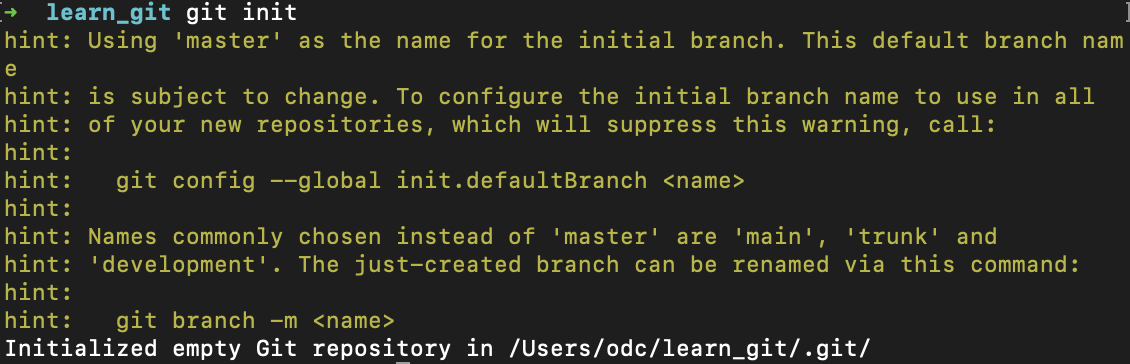 ➜  learn_git git init
hint: Using 'master' as the name for the initial branch. This default branch nam
e
hint: is subject to change. To configure the initial branch name to use in all
hint: of your new repositories, which will suppress this warning, call:
hint:
hint:   git config --global init.defaultBranch <name>
hint:
hint: Names commonly chosen instead of 'master' are 'main', 'trunk' and
hint: 'development'. The just-created branch can be renamed via this command:
hint:
hint:   git branch -m <name>
Initialized empty Git repository in /Users/odc/learn_git/.git/